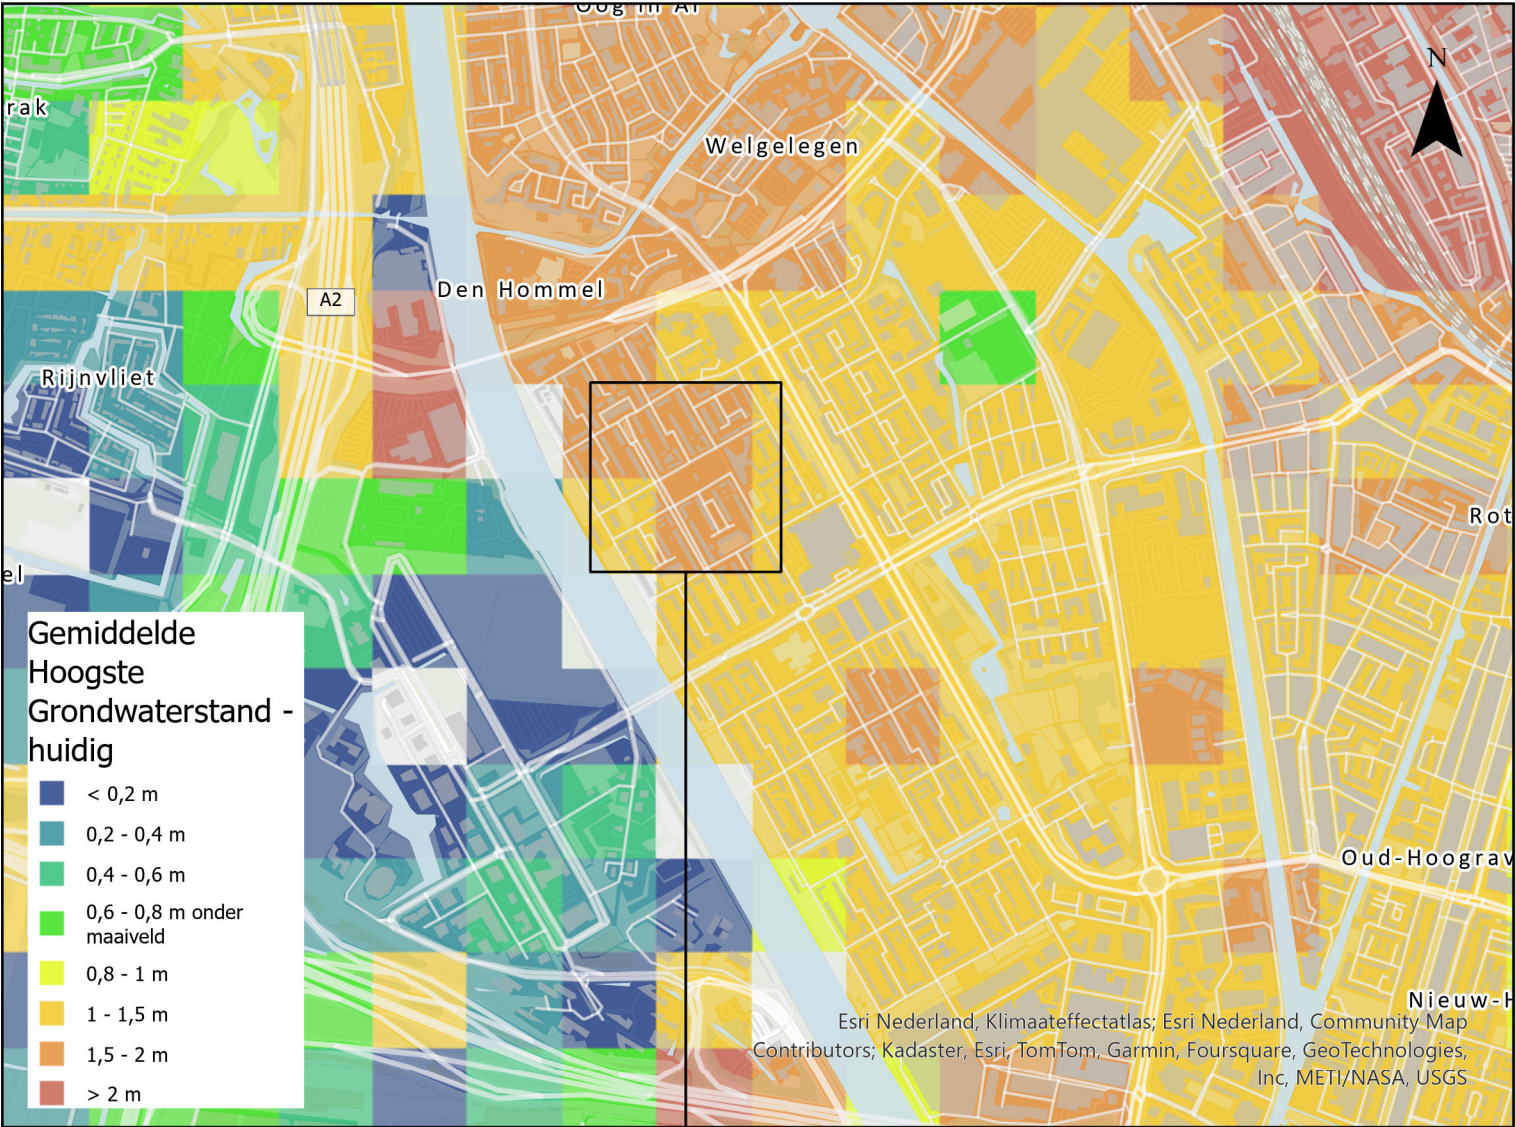 Oog in Al
N
rak
Welgelegen
Den Hommel
A2
Rijnvliet
Rot
el
Gemiddelde
Hoogste
Grondwaterstand -
huidig
< 0,2 m
0,2 - 0,4 m
0,4 - 0,6 m
0,6 - 0,8 m onder
maaiveld
0,8 - 1 m
1 - 1,5 m
1,5 - 2 m
> 2 m
Oud-Hoograv
Nieuw-H
Esri Nederland, Klimaateffectatlas; Esri Nederland, Community Map
Contributors; Kadaster, Esri, TomTom, Garmin, Foursquare, GeoTechnologies,
Inc, METI/NASA, USGS